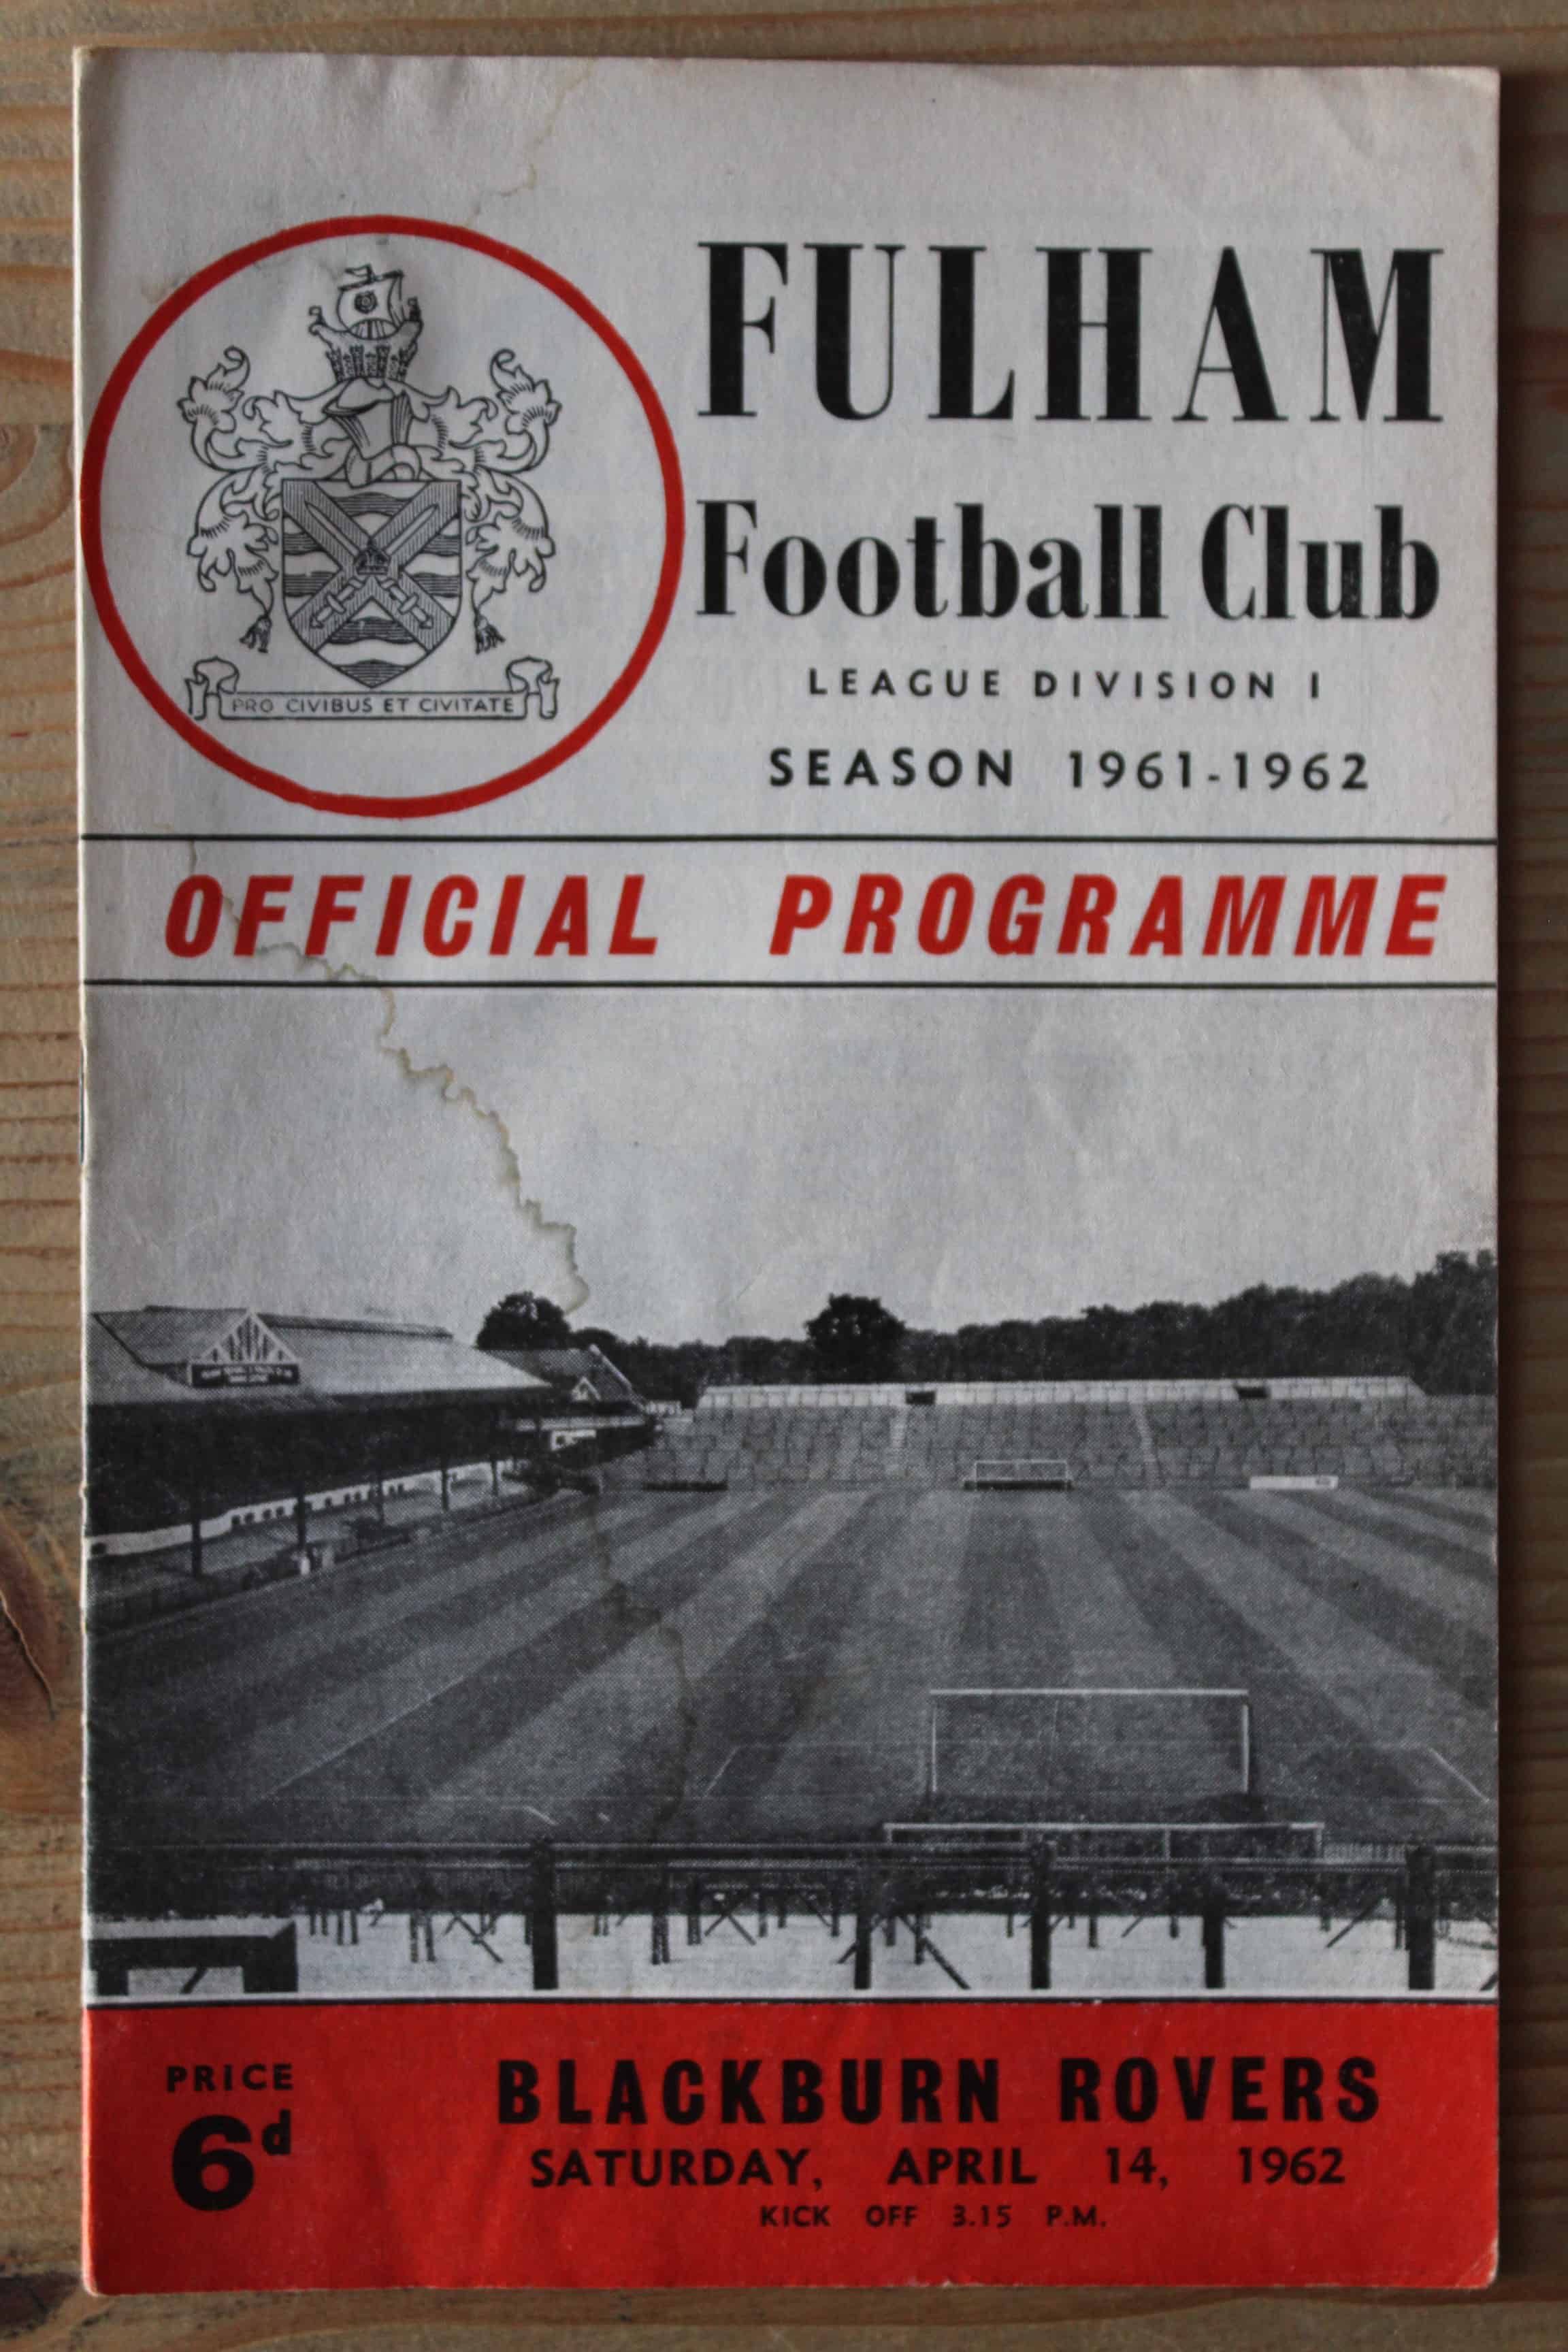 FULHAM
Football Club
LEAGUE DIVISION I
SEASON 1961-1962
PRO CIVIBUS ET CIVITATE
OFFICIAL PROGRAMME
PRICE
6d
BLACKBURN ROVERS
SATURDAY, APRIL 14, 1962
KICK OFF 3.15 P.M.